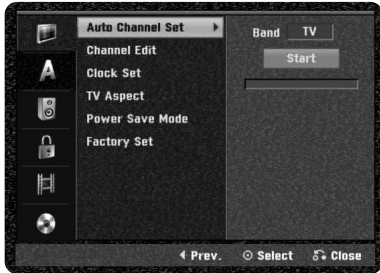 Auto Channel Set
Channel Edit
Clock Set
TV Aspect
Power Save Mode
Factory Set
Band TV
Start
A
Prev. Select Close